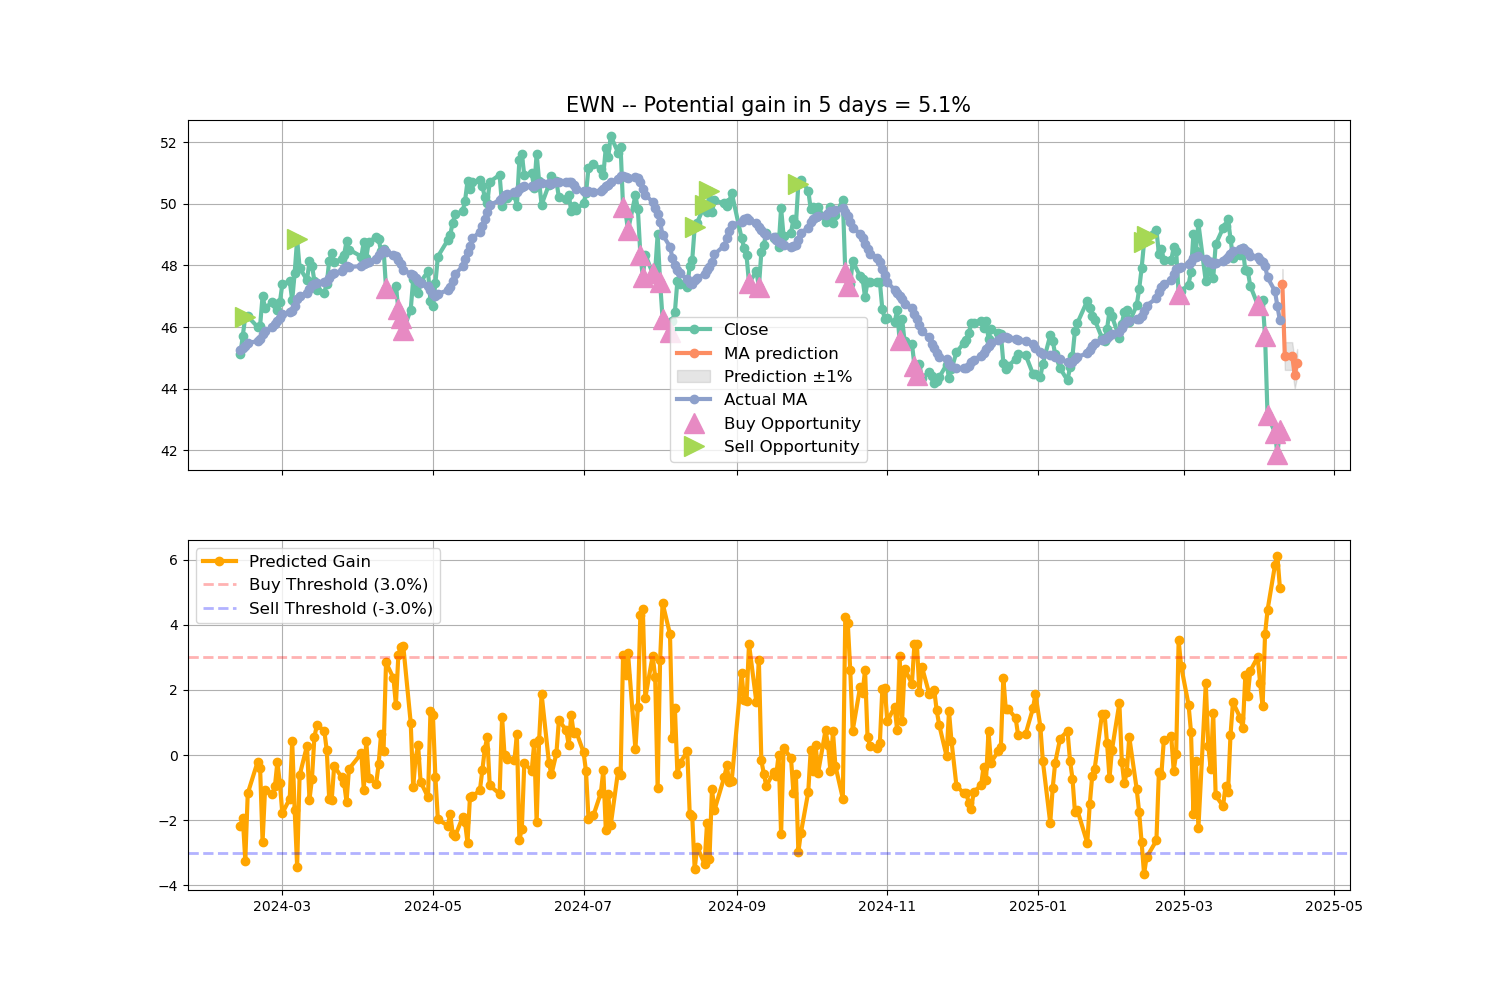 EWN -- Potential gain in 5 days = 5.1%
52
50
48
46
44
42
Close
MA prediction
Prediction ±1%
Actual MA
Buy Opportunity
Sell Opportunity
6
4
2
0
−2
−4
Predicted Gain
Buy Threshold (3.0%)
Sell Threshold (-3.0%)
2024-03
2024-05
2024-07
2024-09
2024-11
2025-01
2025-03
2025-05